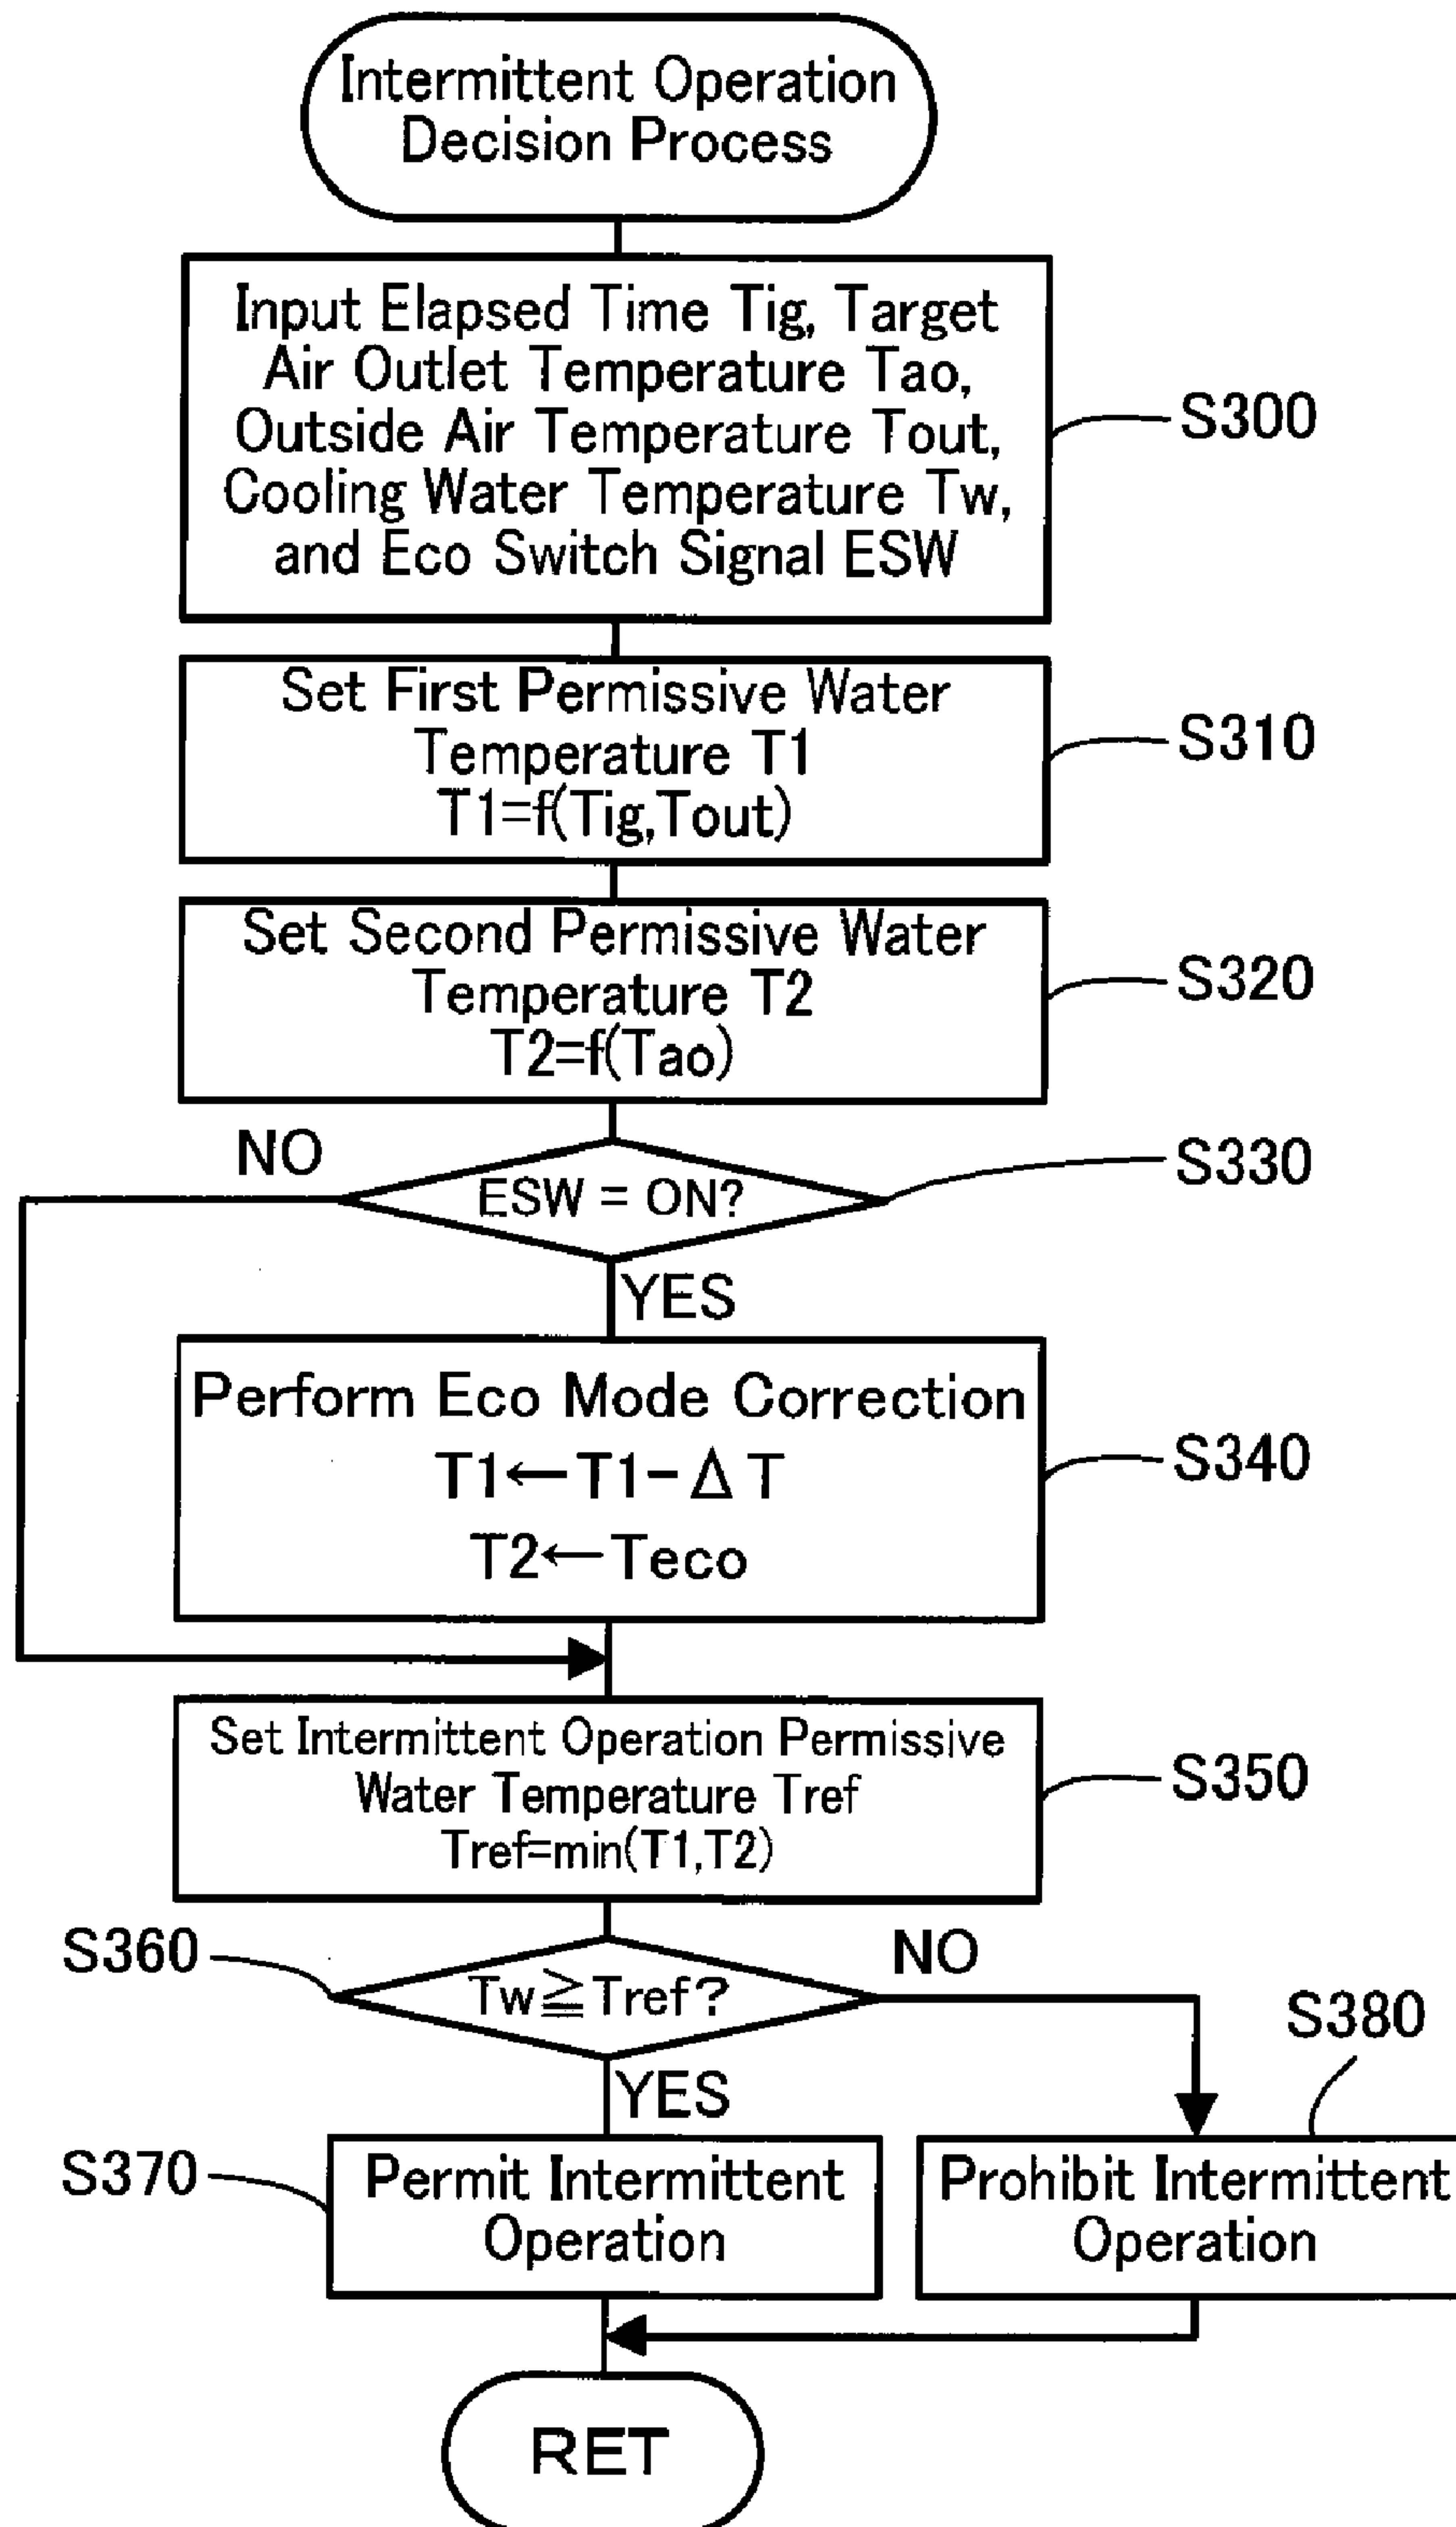 Intermittent Operation
Decision Process
Input Elapsed Time Tig, Target
Air Outlet Temperature Tao,
Outside Air Temperature Tout,
Cooling Water Temperature Tw,
and Eco Switch Signal ESW
S300
Set First Permissive Water
Temperature T1
T1=f(Tig,Tout)
S310
Set Second Permissive Water
Temperature T2
T2=f(Tao)
S320
NO
ESW = ON?
S330
YES
Perform Eco Mode Correction
T1←T1-ΔT
T2←Teco
S340
Set Intermittent Operation Permissive
Water Temperature Tref
Tref=min(T1,T2)
S350
S360
Tw≧Tref?
NO
YES
S380
S370
Permit Intermittent
Operation
Prohibit Intermittent
Operation
RET